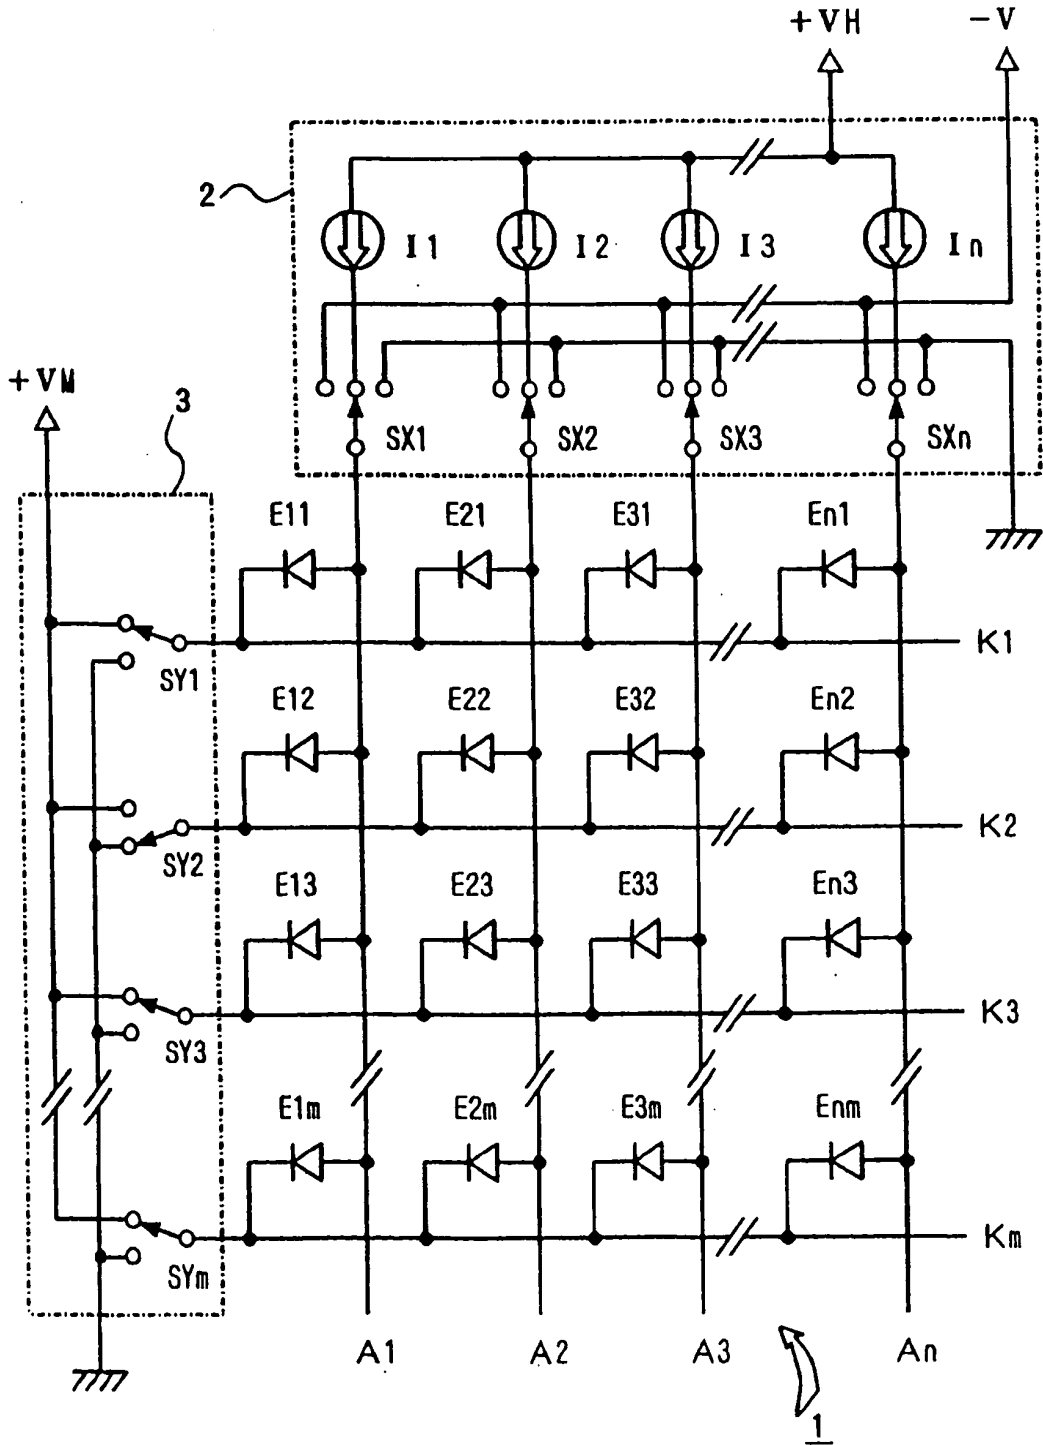 +VH -V
2
I1 I2 I3 In
+VM
3
SX1 SX2 SX3 SXn
E11 E21 E31 En1
K1
SY1
E12 E22 E32 En2
K2
SY2
E13 E23 E33 En3
K3
SY3
E1m E2m E3m Enm
Km
SYm
A1 A2 A3 An
1